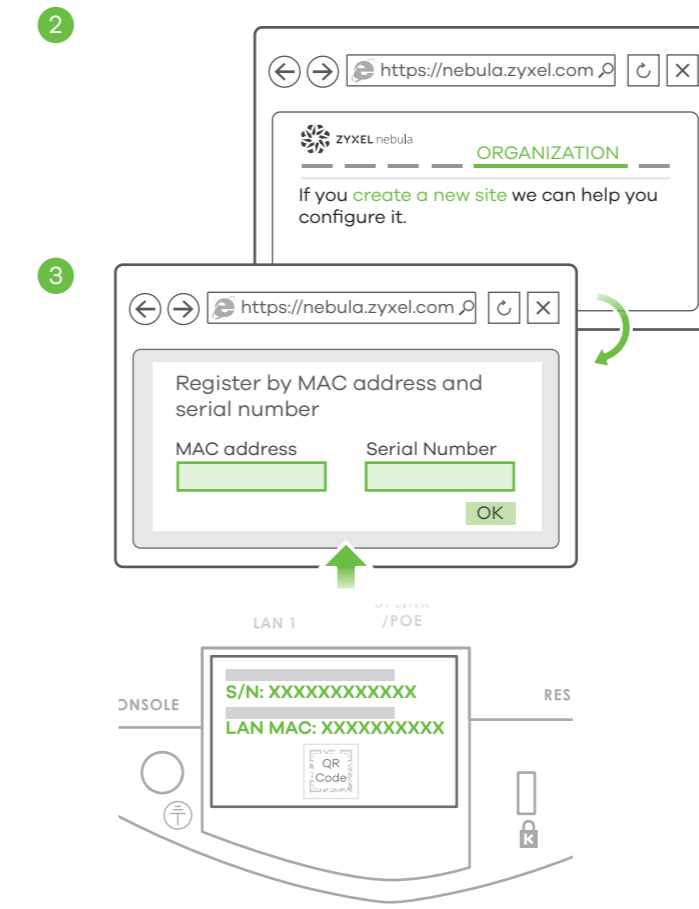 2
https://nebula.zyxel.com
ZYXEL nebula
ORGANIZATION
If you create a new site we can help you
configure it.
3
https://nebula.zyxel.com
Register by MAC address and
serial number
MAC address Serial Number
OK
UPLINK
LAN 1 /POE
S/N: XXXXXXXXXXXX
ONSOLE RES
LAN MAC: XXXXXXXXXX
QR
Code
K